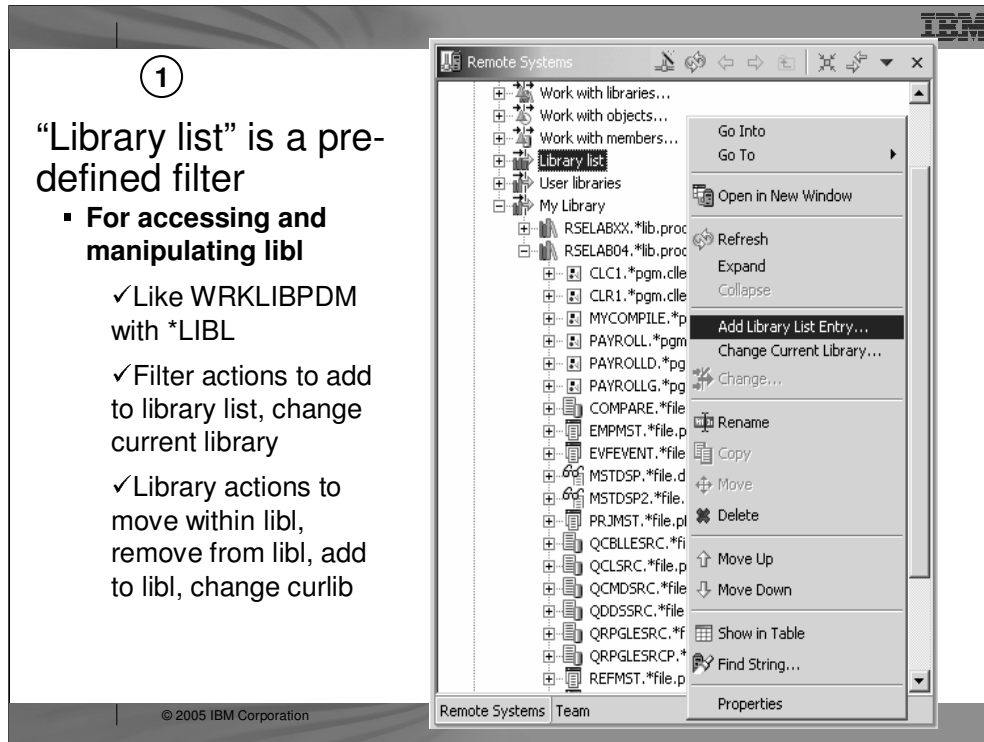 IBM
1
“Library list” is a pre-
defined filter
▪ For accessing and
manipulating libl
✓Like WRKLIBPDM
with *LIBL
✓Filter actions to add
to library list, change
current library
✓Library actions to
move within libl,
remove from libl, add
to libl, change curlib
© 2005 IBM Corporation
Remote Systems
Work with libraries...
Work with objects...
Work with members...
Library list
User libraries
My Library
RSELABXX.*lib.prod
RSELAB04.*lib.prod
CLC1.*pgm.clle
CLR1.*pgm.clle
MYCOMPILE.*p
PAYROLL.*pgm
PAYROLLD.*pg
PAYROLLG.*pg
COMPARE.*file
EMPMST.*file.p
EVFEVENT.*file
MSTDSP.*file.d
MSTDSP2.*file.
PRJMST.*file.pl
QCBLLESRC.*fi
QCLSRC.*file.p
QCMDSRC.*file
QDDSSRC.*file
QRPGLESRC.*f
QRPGLESRCP.*
REFMST.*file.p
Go Into
Go To
Open in New Window
Refresh
Expand
Collapse
Add Library List Entry...
Change Current Library...
Change...
Rename
Copy
Move
Delete
Move Up
Move Down
Show in Table
Find String...
Properties
Remote Systems Team